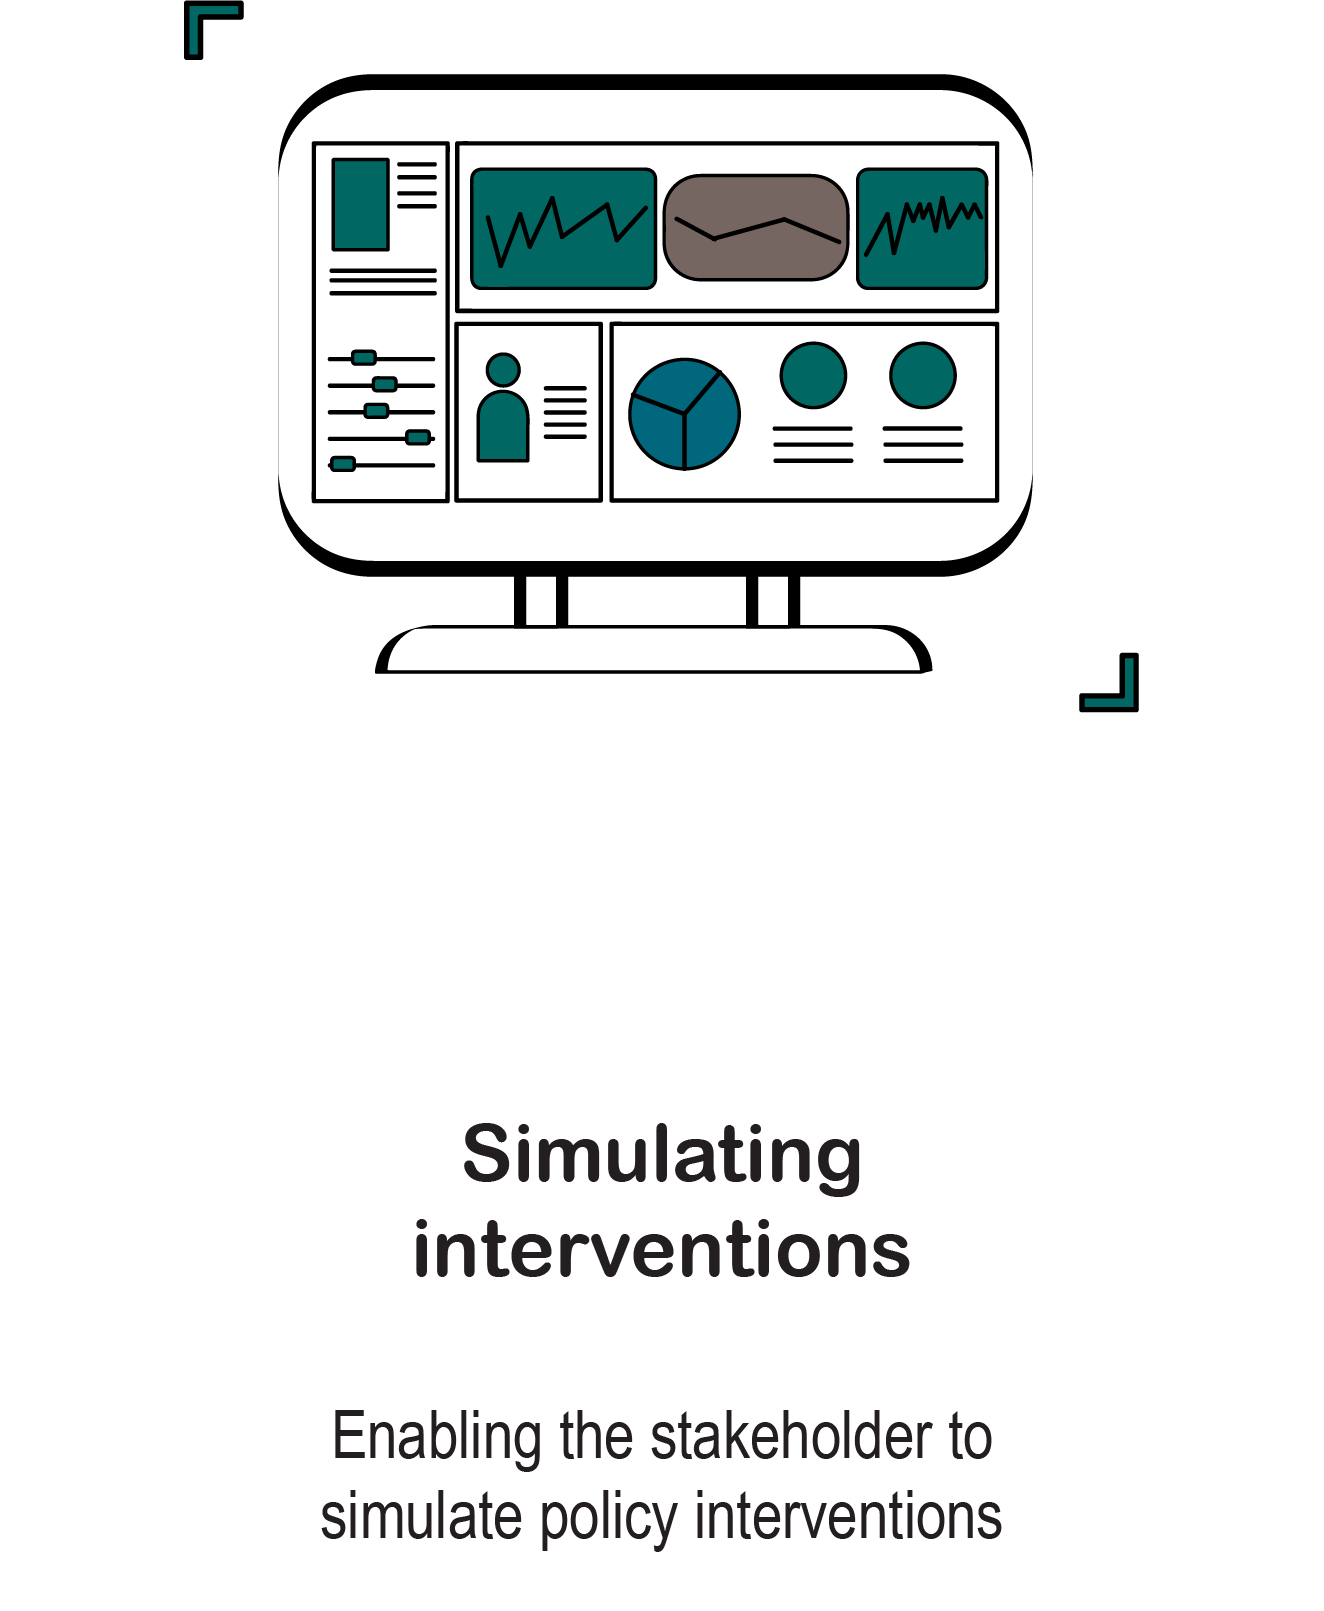 Simulating
interventions
Enabling the stakeholder to
simulate policy interventions